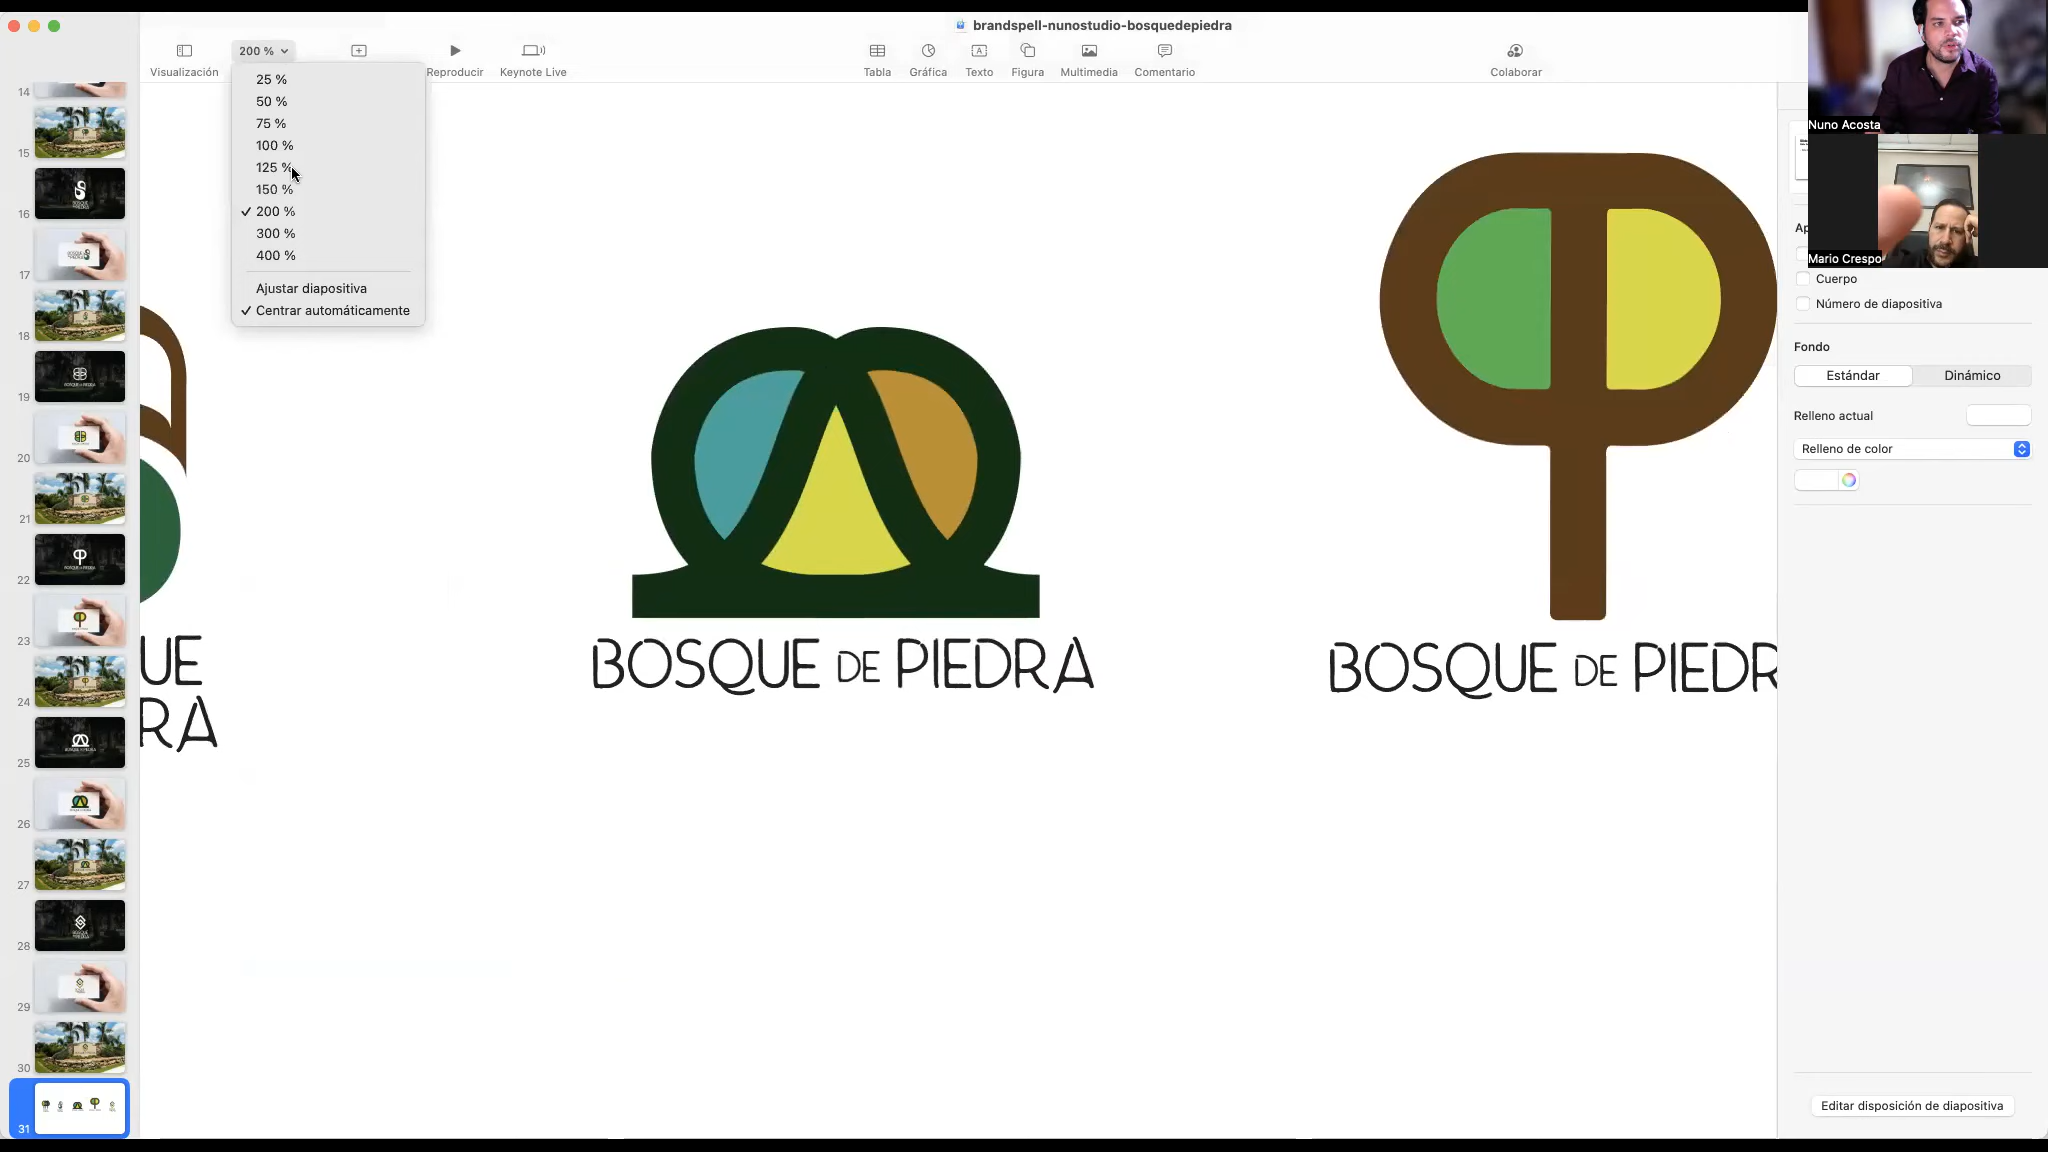 brandspell-nunostudio-bosquedepiedra
200 %
Visualización
Reproducir
Keynote Live
Tabla
Gráfica
Texto
Figura
Multimedia
Comentario
Colaborar
25 %
50 %
75 %
100 %
125 %
150 %
200 %
300 %
400 %
Ajustar diapositiva
Centrar automáticamente
Nuno Acosta
Mario Crespo
Ap
Cuerpo
Número de diapositiva
Fondo
Estándar
Dinámico
Relleno actual
Relleno de color
Editar disposición de diapositiva
UE
RA
BOSQUE DE PIEDRA
BOSQUE DE PIEDR
14
15
16
17
18
19
20
21
22
23
24
25
26
27
28
29
30
31